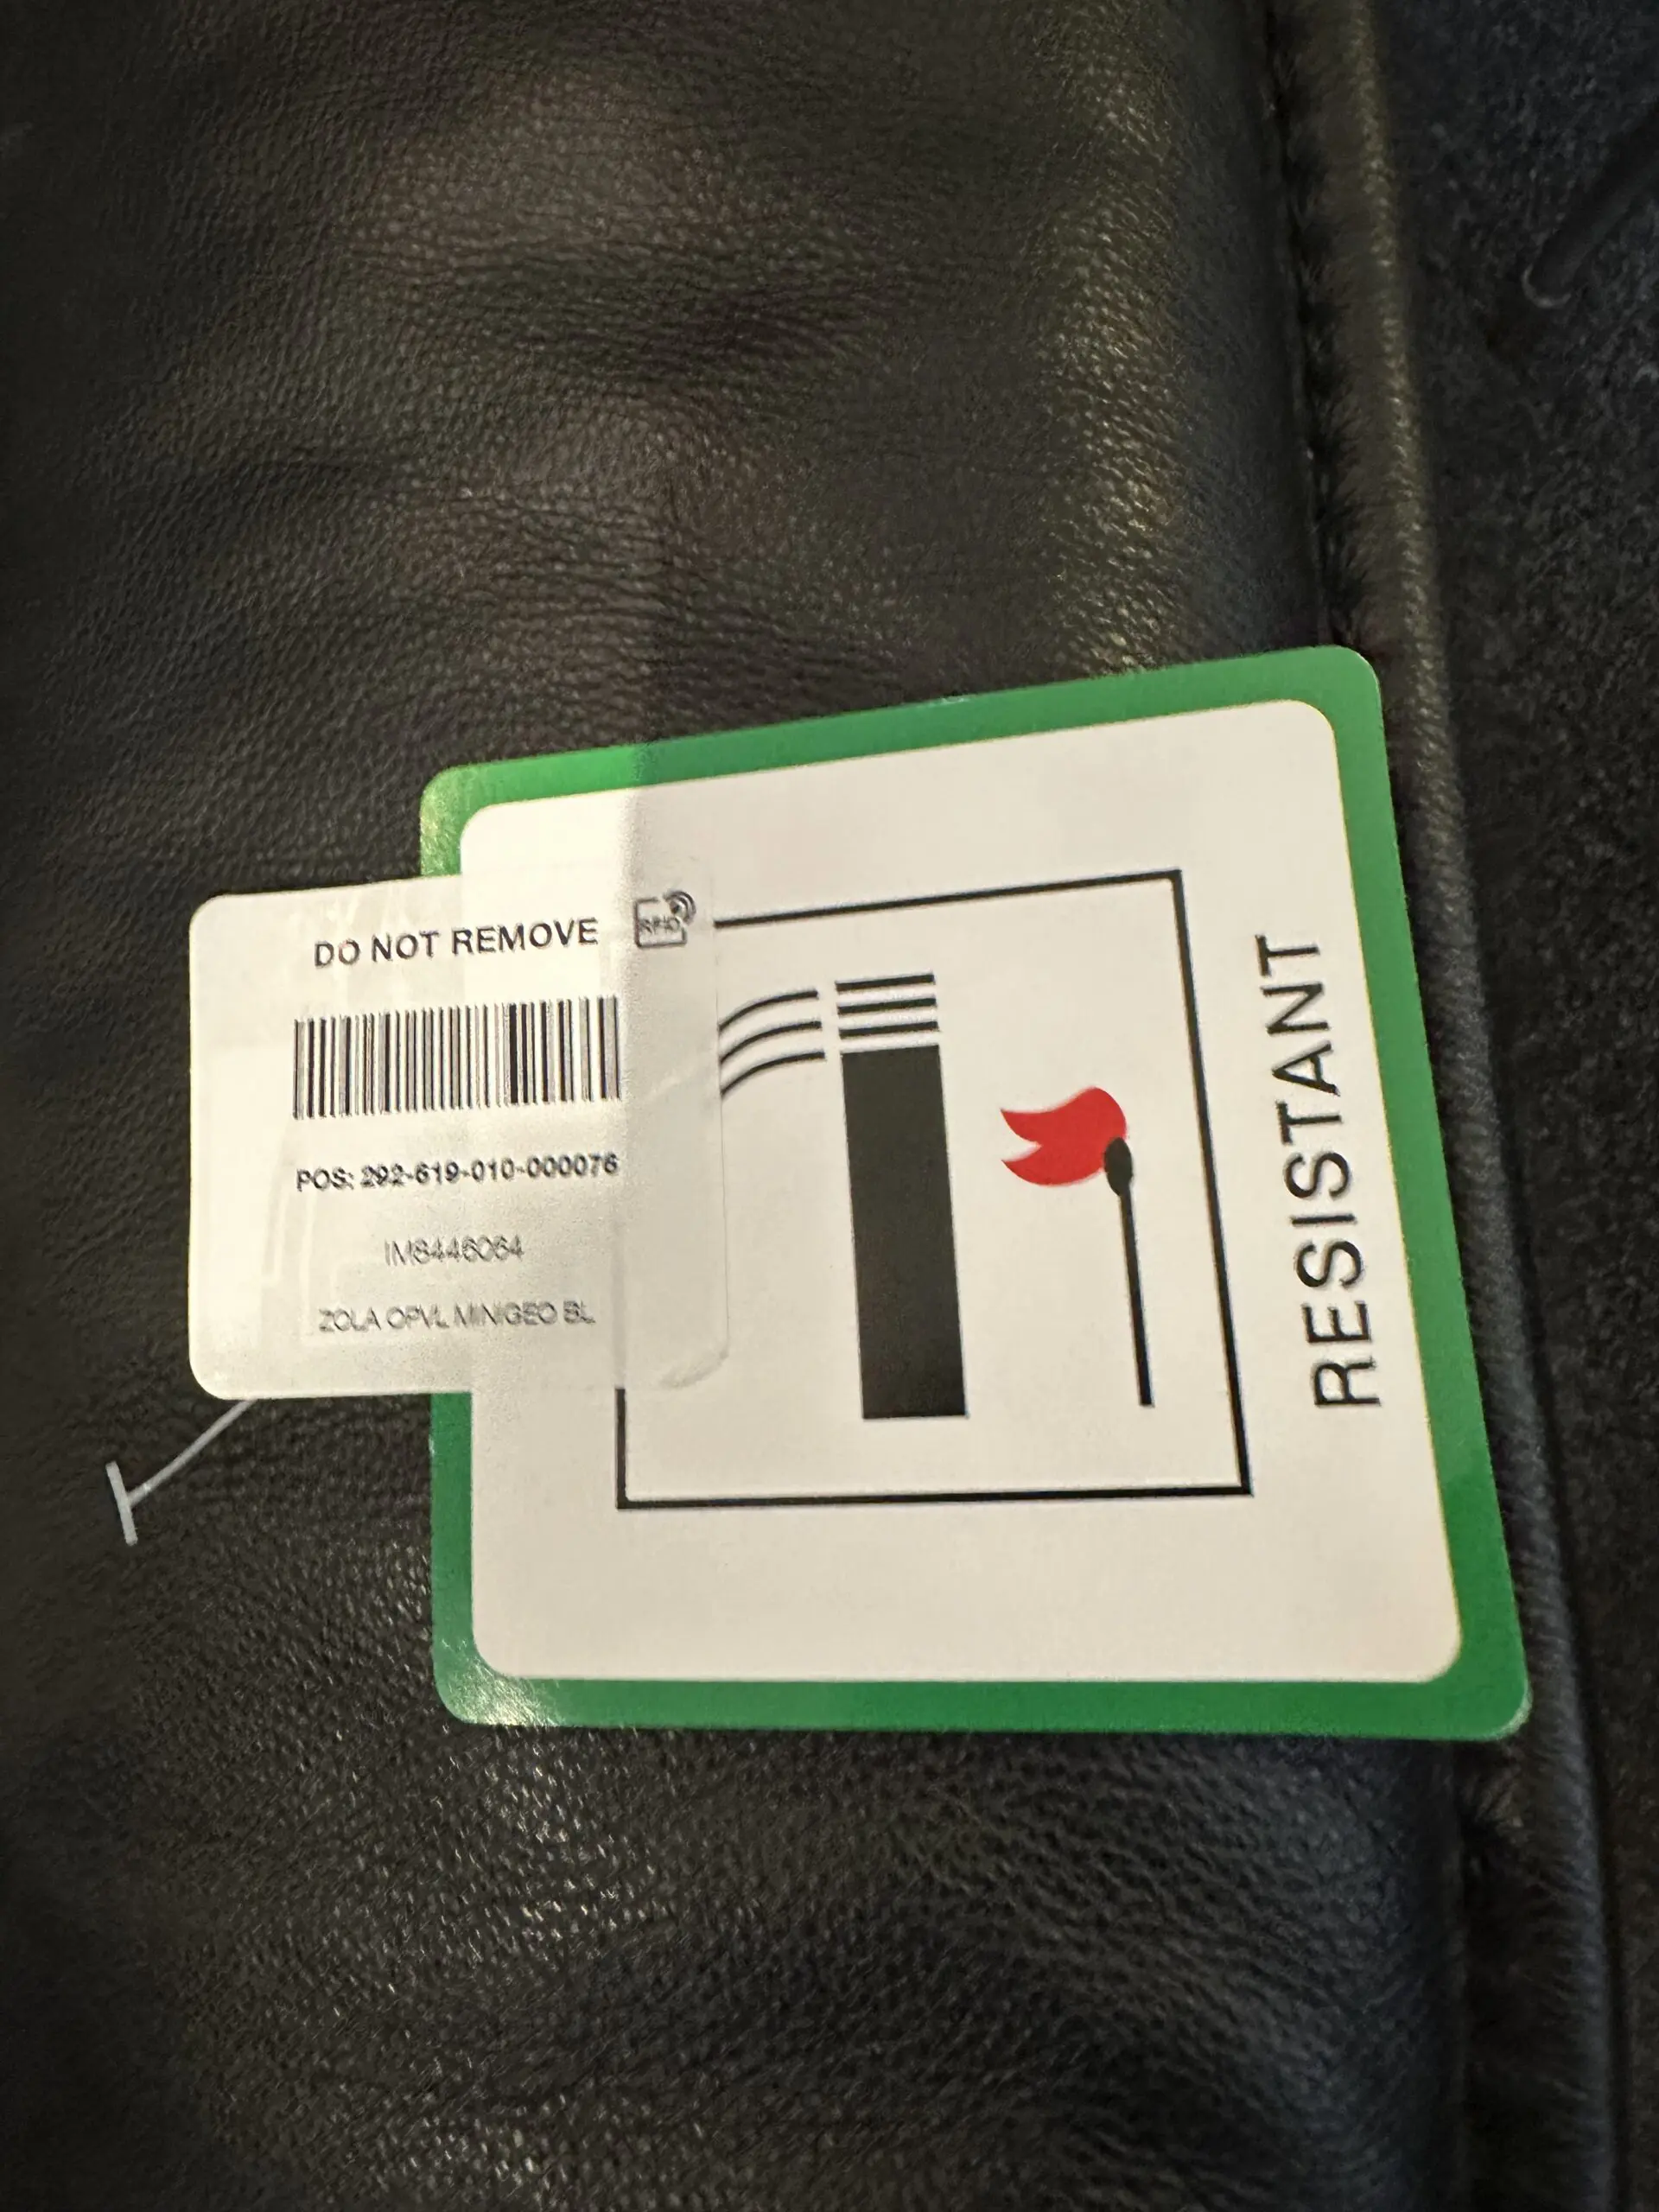 DO NOT REMOVE
RFID
POS: 292-619-010-000076
IM8446064
ZOLA OPVL MINIGEO BL
RESISTANT